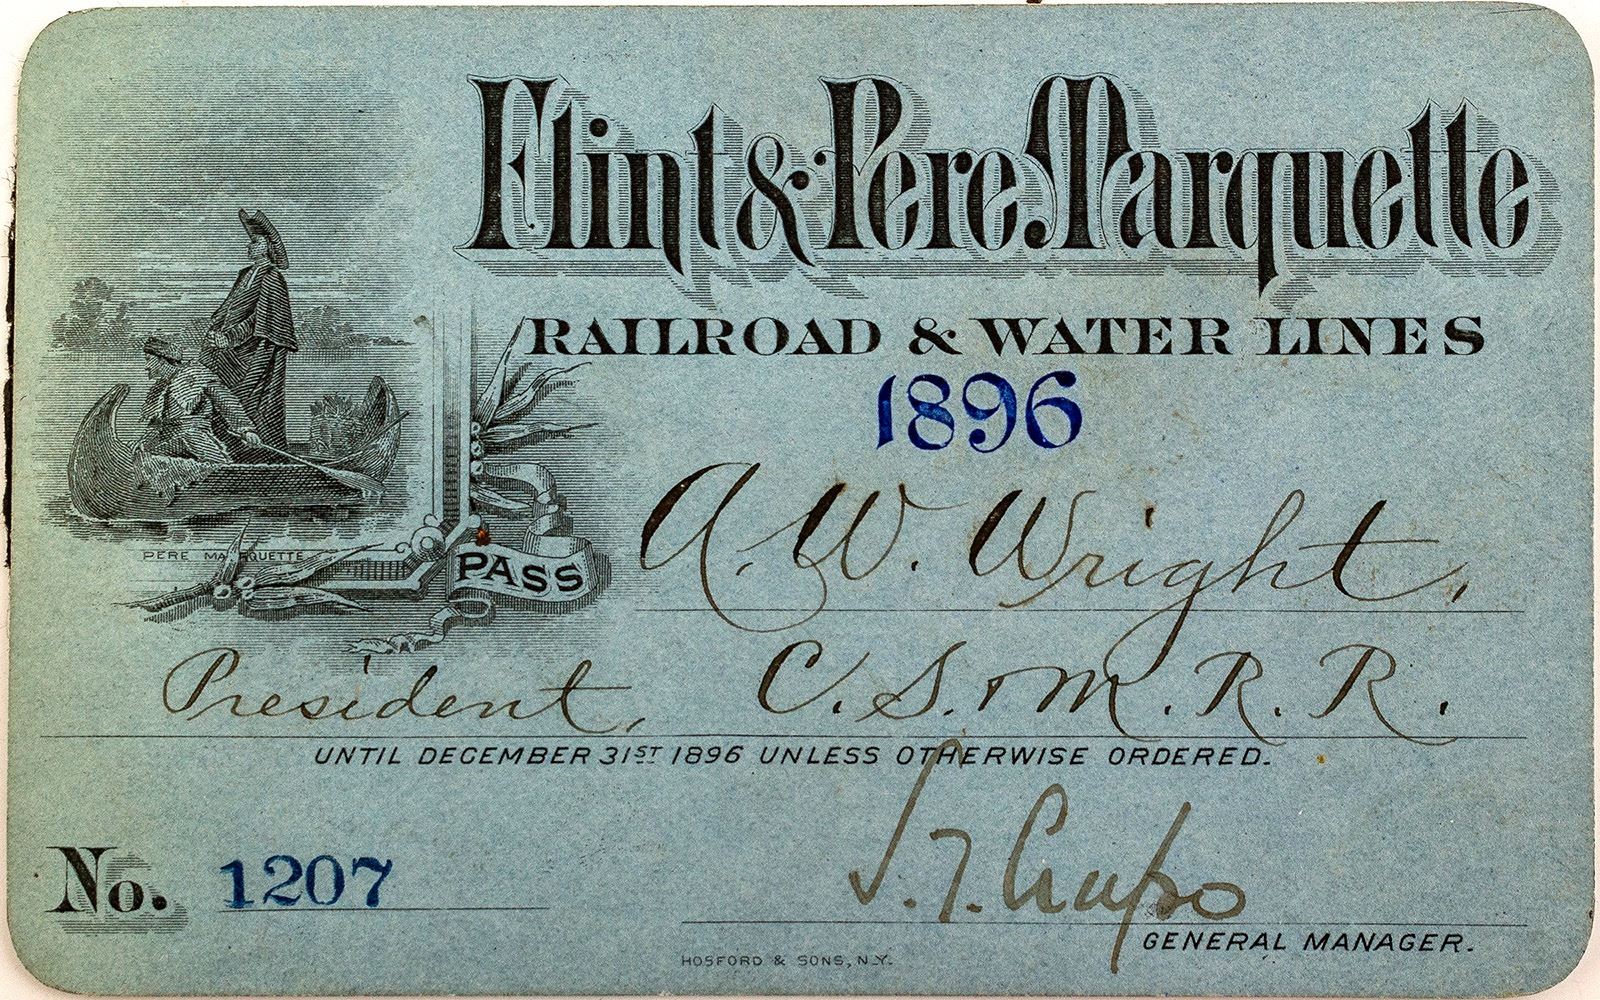 Flint & Pere Marquette
RAILROAD & WATER LINES
1896
A. W. Wright,
PERE MARQUETTE
PASS
President, C. S. & M. R. R.
UNTIL DECEMBER 31ST 1896 UNLESS OTHERWISE ORDERED.
No. 1207
S. T. Crapo
GENERAL MANAGER.
HOSFORD & SONS, N.Y.